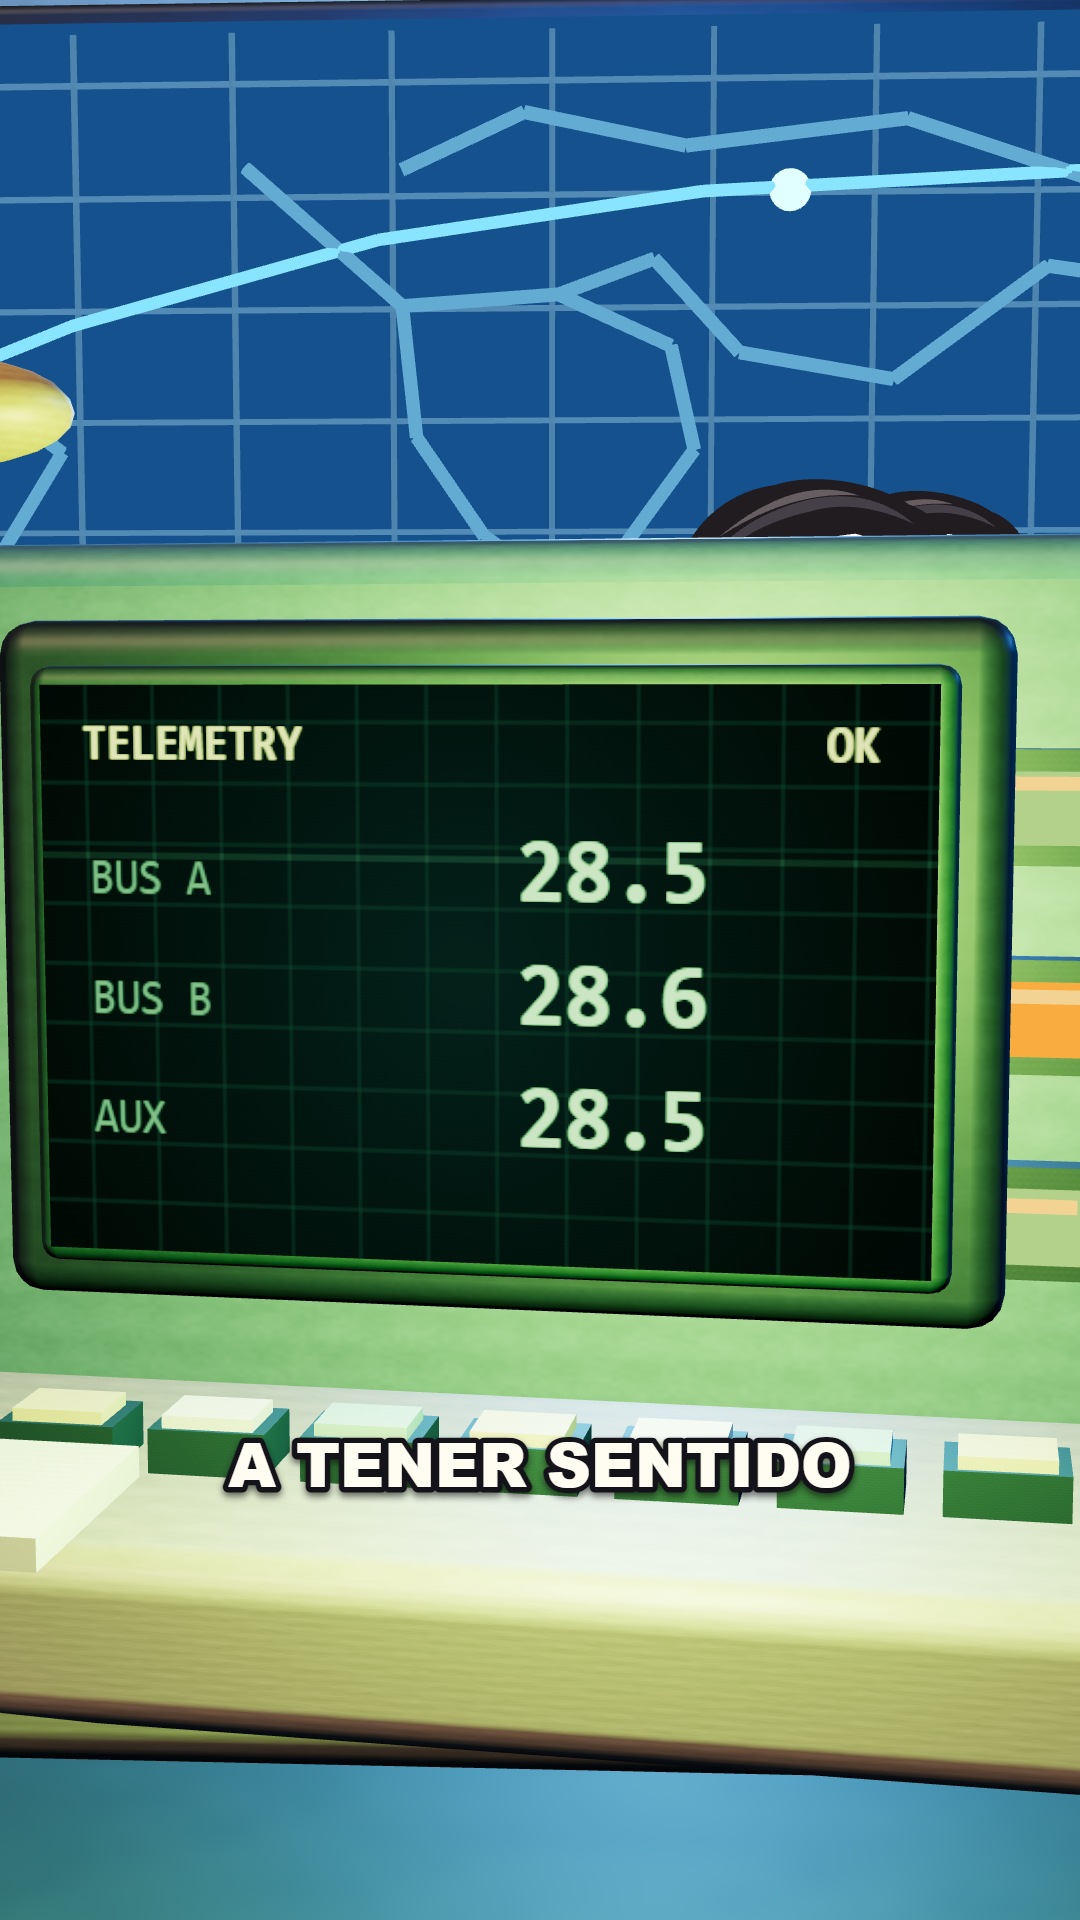 TELEMETRY OK
BUS A 28.5
BUS B 28.6
AUX 28.5
A TENER SENTIDO